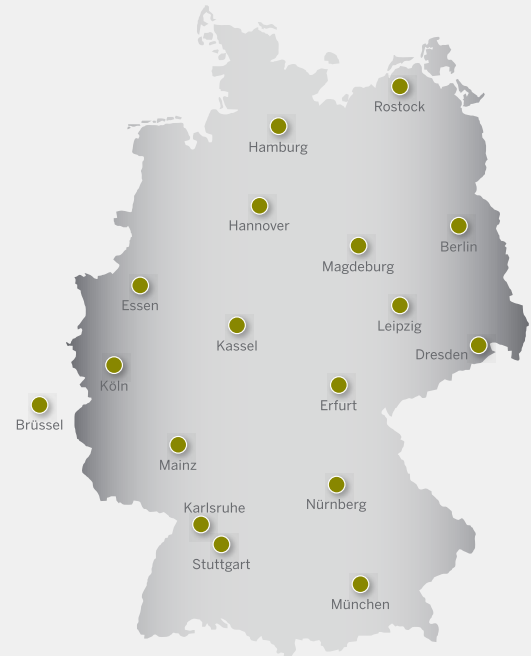 Rostock
Hamburg
Hannover
Berlin
Magdeburg
Essen
Leipzig
Kassel
Dresden
Köln
Erfurt
Brüssel
Mainz
Nürnberg
Karlsruhe
Stuttgart
München